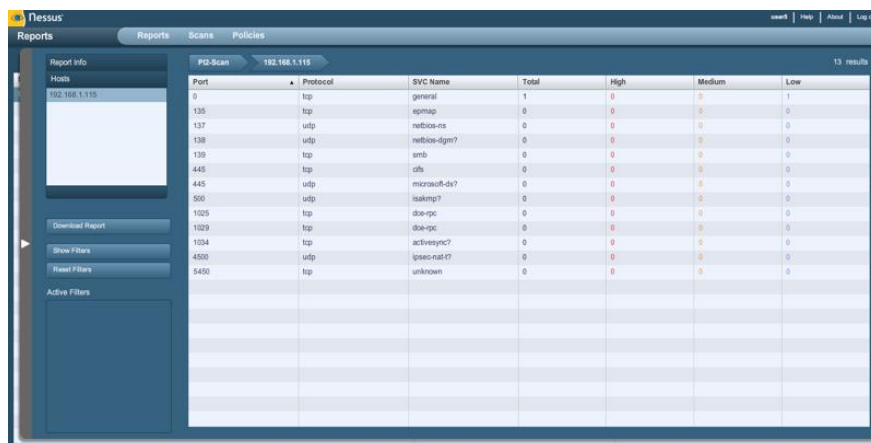 Nessus
user5 | Help | About | Log
Reports
Reports Scans Policies
Report Info
Hosts
192.168.1.115
Download Report
Show Filters
Reset Filters
Active Filters
PI2-Scan 192.168.1.115 13 results
Port Protocol SVC Name Total High Medium Low
0 tcp general 1 0 0 1
135 tcp epmap 0 0 0 0
137 udp netbios-ns 0 0 0 0
138 udp netbios-dgm? 0 0 0 0
139 tcp smb 0 0 0 0
445 tcp cifs 0 0 0 0
445 udp microsoft-ds? 0 0 0 0
500 udp isakmp? 0 0 0 0
1025 tcp dce-rpc 0 0 0 0
1029 tcp dce-rpc 0 0 0 0
1034 tcp activesync? 0 0 0 0
4500 udp ipsec-nat-t? 0 0 0 0
5450 tcp unknown 0 0 0 0